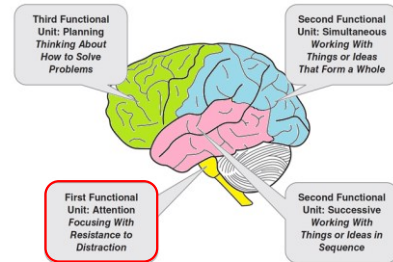 Third Functional
Unit: Planning
Thinking About
How to Solve
Problems
Second Functional
Unit: Simultaneous
Working With
Things or Ideas
That Form a Whole
First Functional
Unit: Attention
Focusing With
Resistance to
Distraction
Second Functional
Unit: Successive
Working With
Things or Ideas in
Sequence